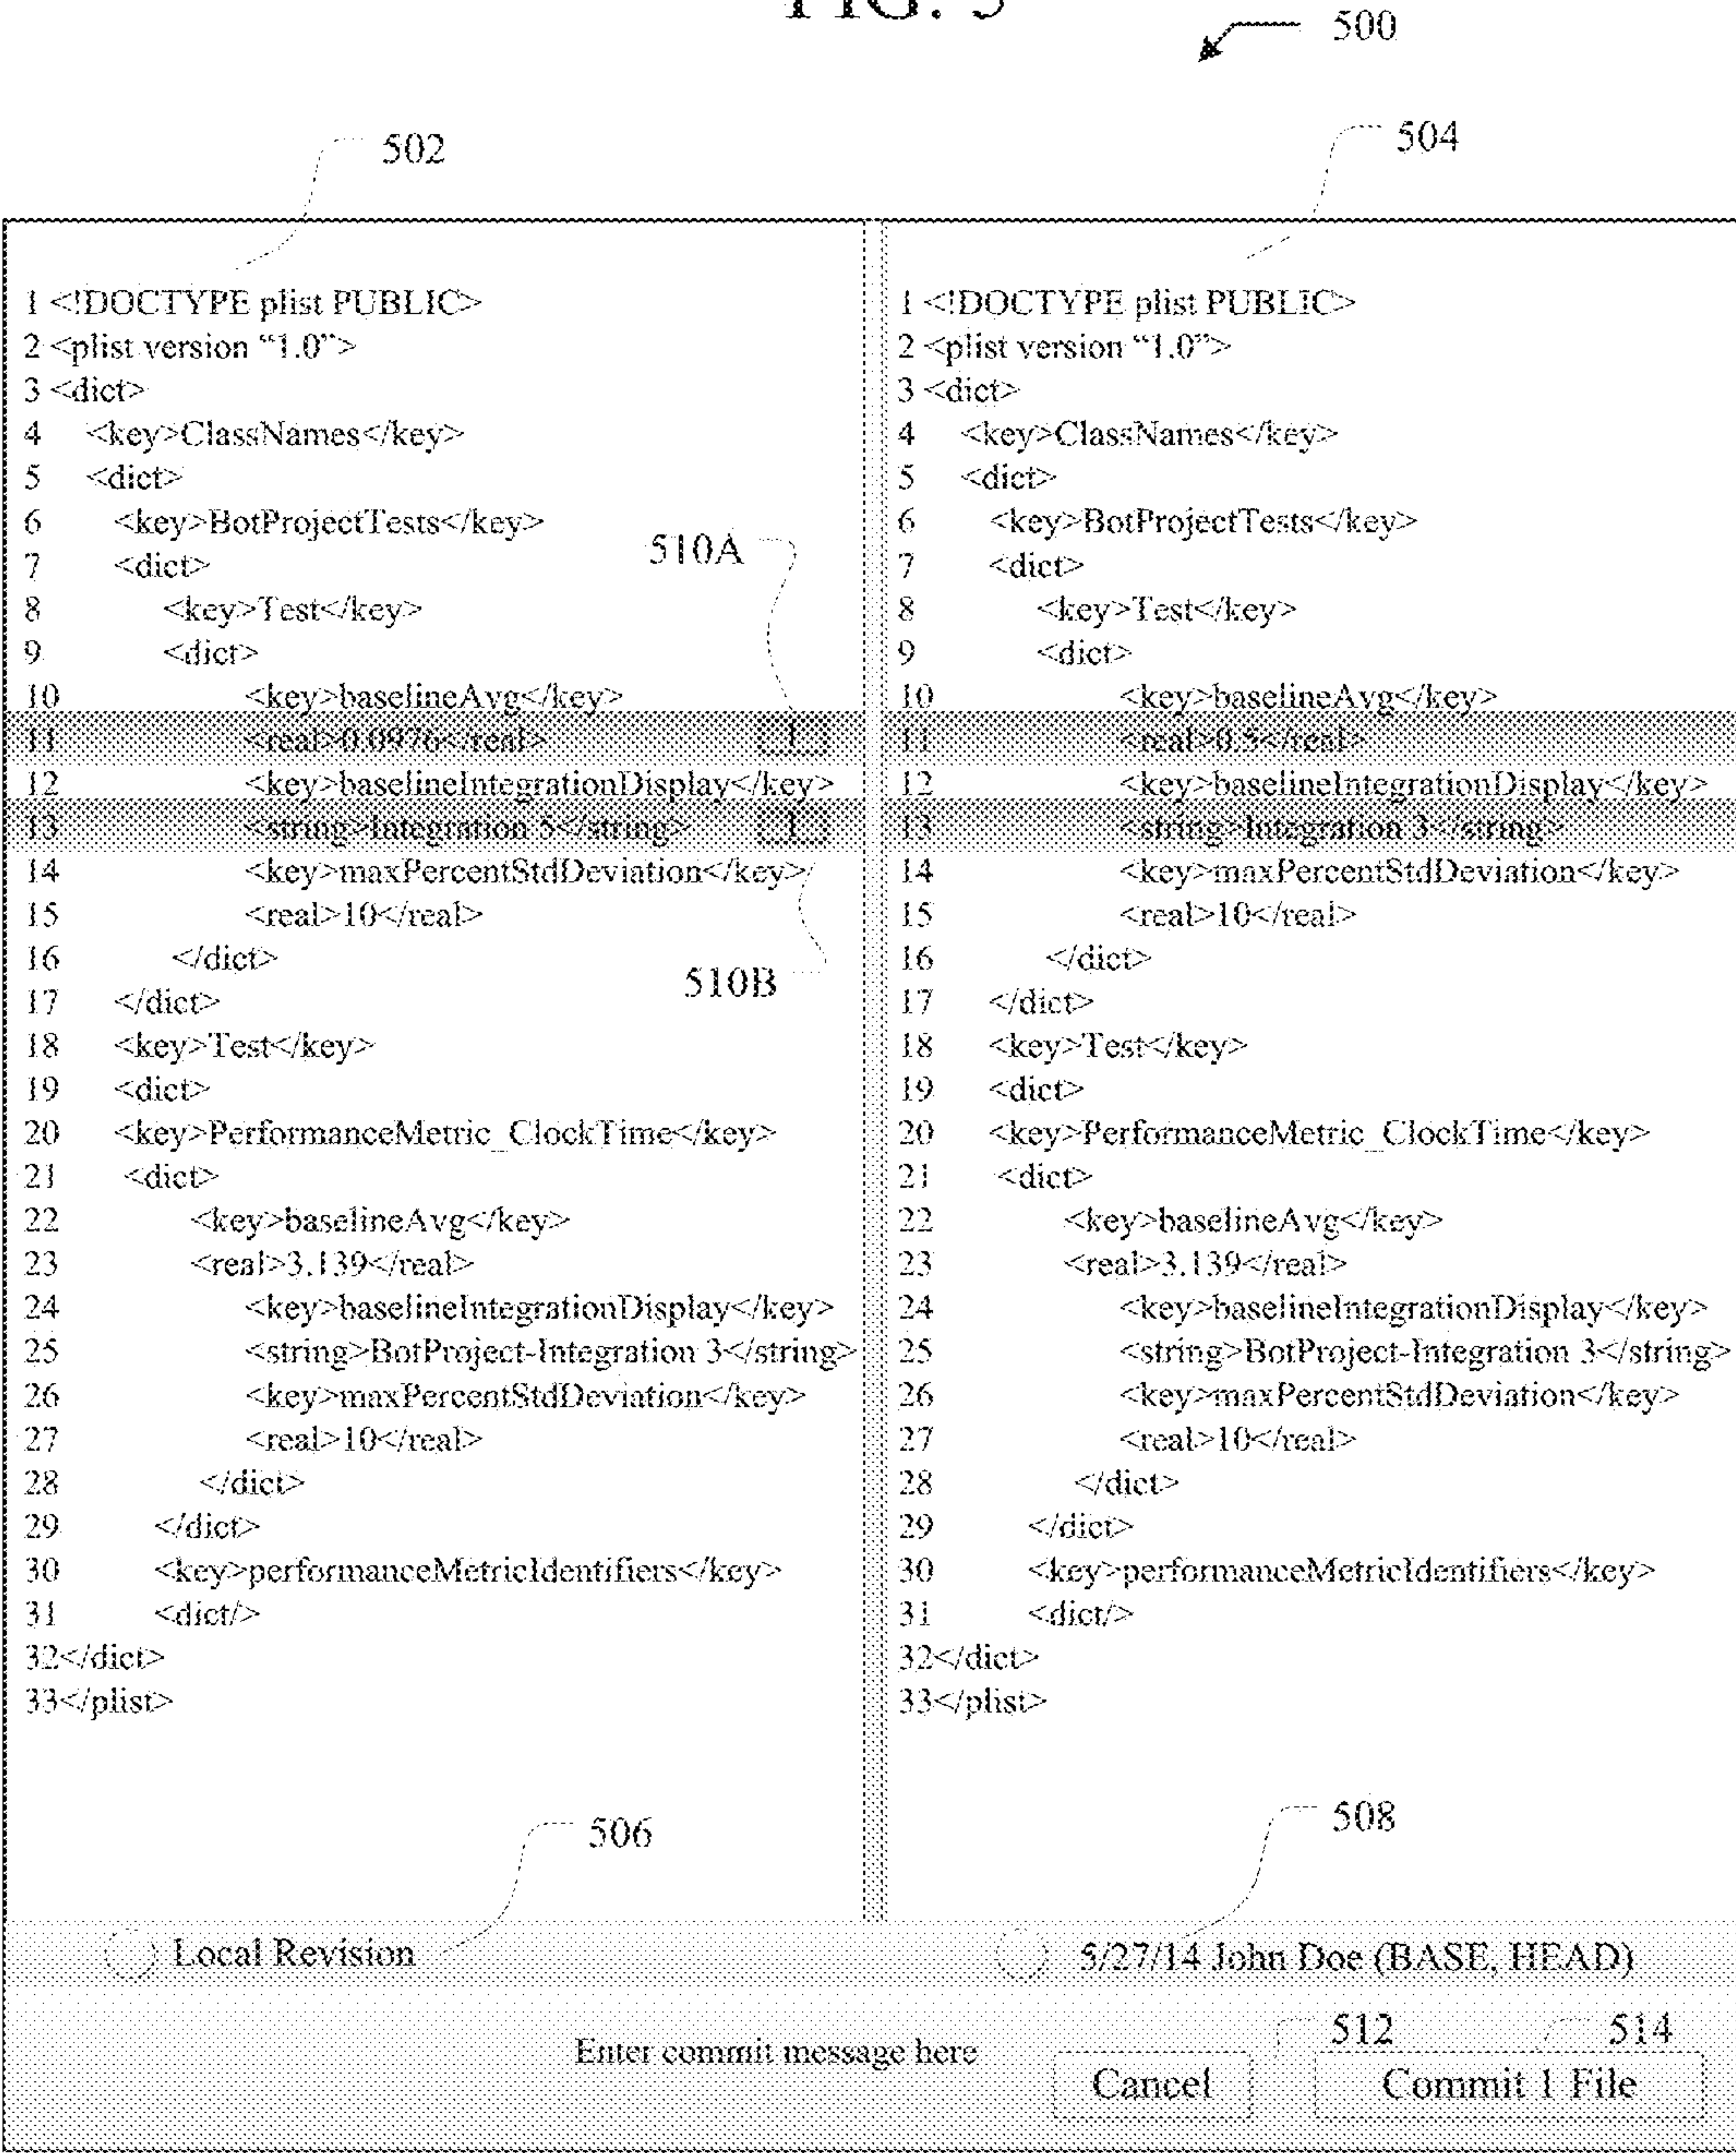 FIG. 5
500
502
504
1 <!DOCTYPE plist PUBLIC>
2 <plist version “1.0”>
3 <dict>
4 <key>ClassNames</key>
5 <dict>
6 <key>BotProjectTests</key>
7 <dict>
8 <key>Test</key>
9 <dict>
10 <key>baselineAvg</key>
11 <real>0.0976</real> 1
12 <key>baselineIntegrationDisplay</key>
13 <string>Integration 5</string> 1
14 <key>maxPercentStdDeviation</key>
15 <real>10</real>
16 </dict>
17 </dict>
18 <key>Test</key>
19 <dict>
20 <key>PerformanceMetric_ClockTime</key>
21 <dict>
22 <key>baselineAvg</key>
23 <real>3.139</real>
24 <key>baselineIntegrationDisplay</key>
25 <string>BotProject-Integration 3</string>
26 <key>maxPercentStdDeviation</key>
27 <real>10</real>
28 </dict>
29 </dict>
30 <key>performanceMetricIdentifiers</key>
31 <dict/>
32</dict>
33</plist>
510A
510B
1 <!DOCTYPE plist PUBLIC>
2 <plist version “1.0”>
3 <dict>
4 <key>ClassNames</key>
5 <dict>
6 <key>BotProjectTests</key>
7 <dict>
8 <key>Test</key>
9 <dict>
10 <key>baselineAvg</key>
11 <real>0.5</real>
12 <key>baselineIntegrationDisplay</key>
13 <string>Integration 3</string>
14 <key>maxPercentStdDeviation</key>
15 <real>10</real>
16 </dict>
17 </dict>
18 <key>Test</key>
19 <dict>
20 <key>PerformanceMetric_ClockTime</key>
21 <dict>
22 <key>baselineAvg</key>
23 <real>3.139</real>
24 <key>baselineIntegrationDisplay</key>
25 <string>BotProject-Integration 3</string>
26 <key>maxPercentStdDeviation</key>
27 <real>10</real>
28 </dict>
29 </dict>
30 <key>performanceMetricIdentifiers</key>
31 <dict/>
32</dict>
33</plist>
506
508
Local Revision
5/27/14 John Doe (BASE, HEAD)
512
514
Enter commit message here
Cancel
Commit 1 File